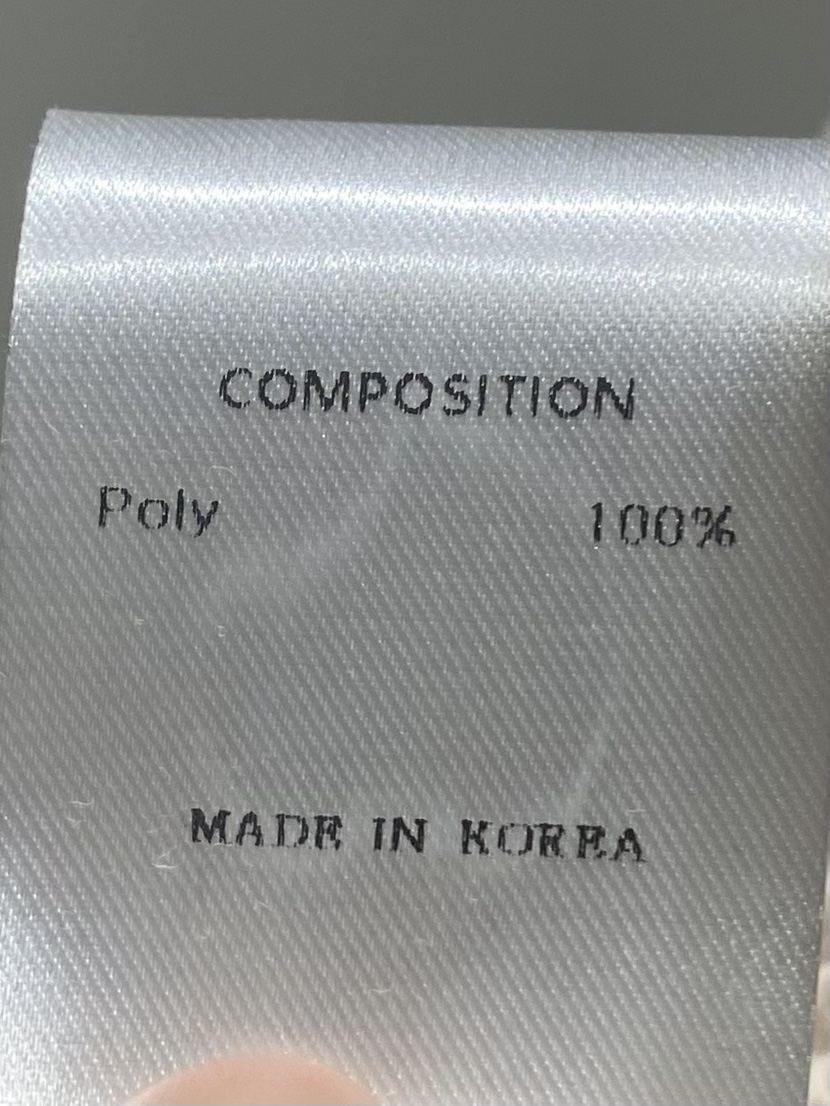 COMPOSITION
Poly 100%
MADE IN KOREA